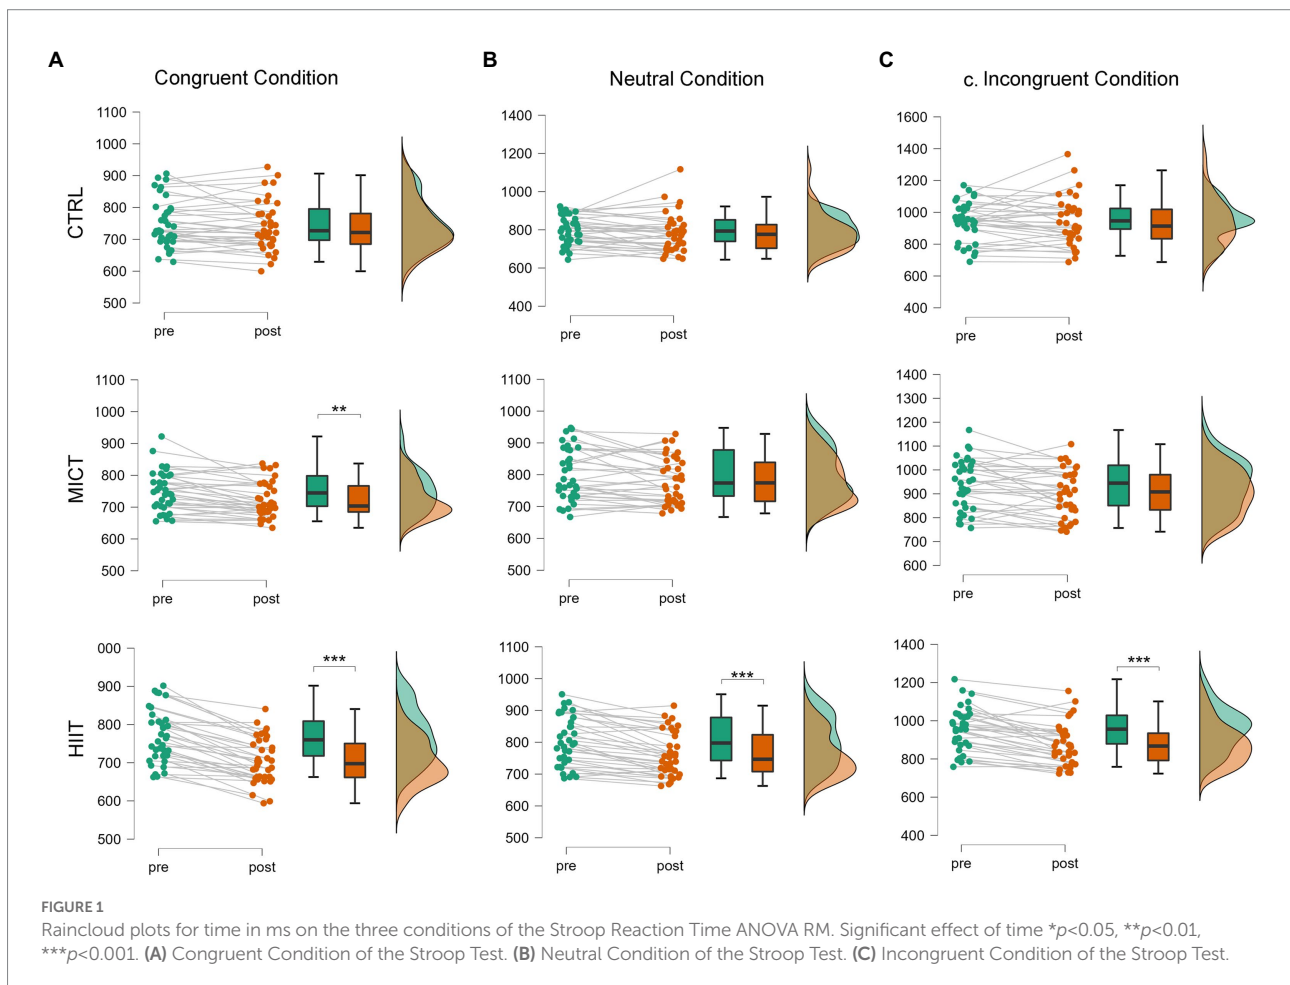 A
B
C
Congruent Condition
Neutral Condition
c. Incongruent Condition
CTRL
1100
1000
900
800
700
600
500
pre
post
1400
1200
1000
800
600
400
pre
post
1600
1400
1200
1000
800
600
400
pre
post
MICT
1100
1000
900
800
700
600
500
**
pre
post
1100
1000
900
800
700
600
500
pre
post
1400
1300
1200
1100
1000
900
800
700
600
pre
post
HIIT
000
900
800
700
600
500
***
pre
post
1100
1000
900
800
700
600
500
***
pre
post
1400
1200
1000
800
600
400
***
pre
post
FIGURE 1
Raincloud plots for time in ms on the three conditions of the Stroop Reaction Time ANOVA RM. Significant effect of time *p<0.05, **p<0.01,
***p<0.001. (A) Congruent Condition of the Stroop Test. (B) Neutral Condition of the Stroop Test. (C) Incongruent Condition of the Stroop Test.